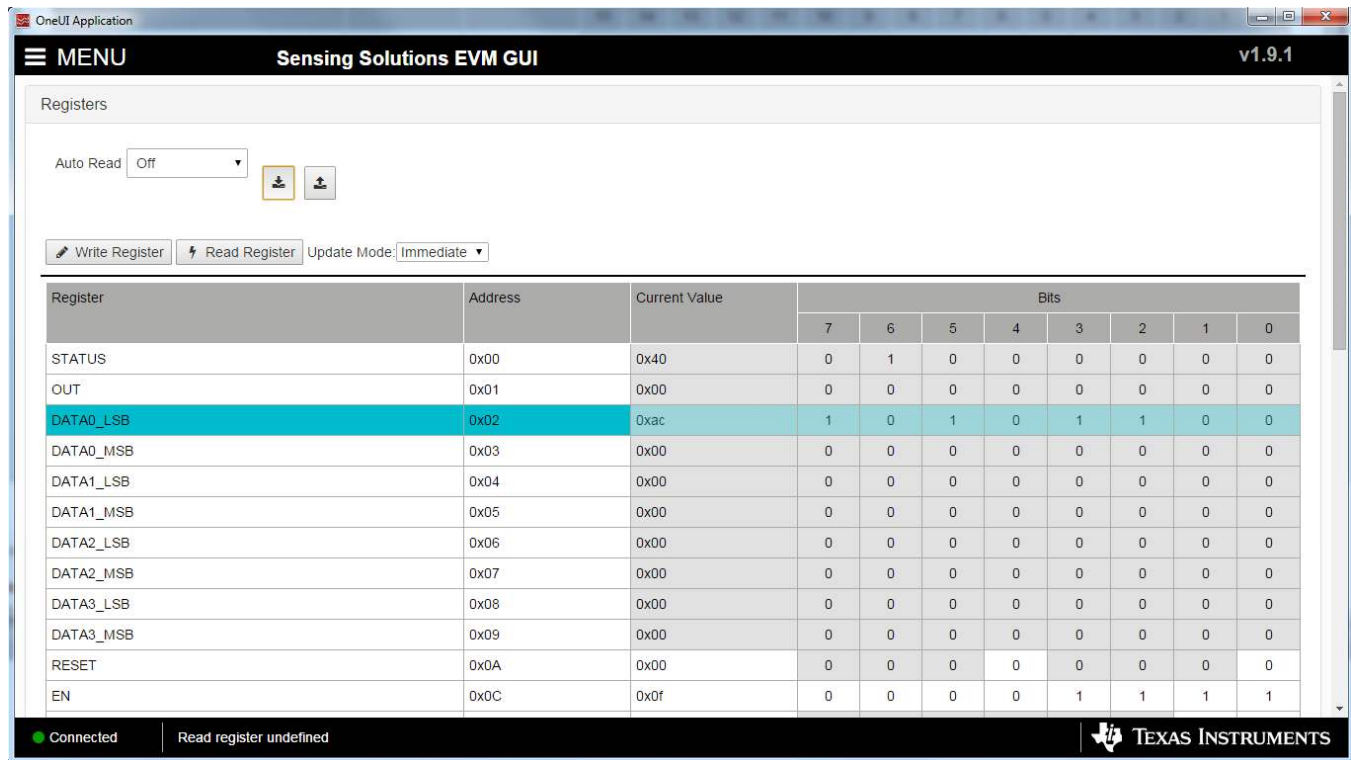 OneUI Application
MENU Sensing Solutions EVM GUI v1.9.1
Registers
Auto Read Off
Write Register Read Register Update Mode: Immediate
Register Address Current Value Bits
7 6 5 4 3 2 1 0
STATUS 0x00 0x40 0 1 0 0 0 0 0 0
OUT 0x01 0x00 0 0 0 0 0 0 0 0
DATA0_LSB 0x02 0xac 1 0 1 0 1 1 0 0
DATA0_MSB 0x03 0x00 0 0 0 0 0 0 0 0
DATA1_LSB 0x04 0x00 0 0 0 0 0 0 0 0
DATA1_MSB 0x05 0x00 0 0 0 0 0 0 0 0
DATA2_LSB 0x06 0x00 0 0 0 0 0 0 0 0
DATA2_MSB 0x07 0x00 0 0 0 0 0 0 0 0
DATA3_LSB 0x08 0x00 0 0 0 0 0 0 0 0
DATA3_MSB 0x09 0x00 0 0 0 0 0 0 0 0
RESET 0x0A 0x00 0 0 0 0 0 0 0 0
EN 0x0C 0x0f 0 0 0 0 1 1 1 1
Connected Read register undefined TEXAS INSTRUMENTS